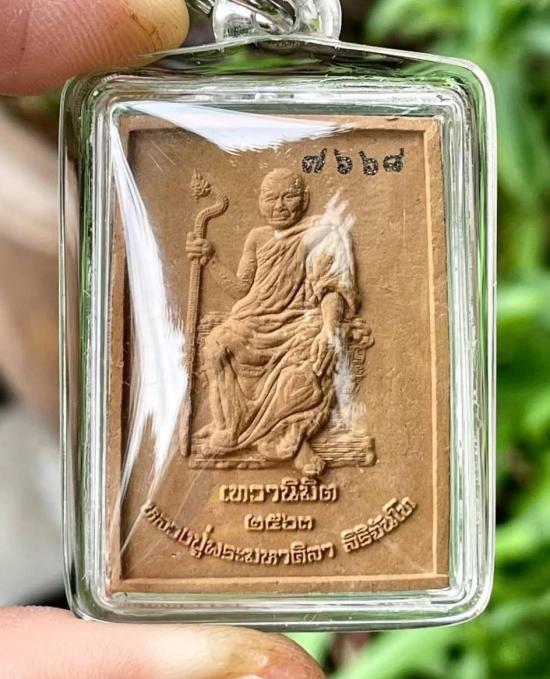 ๗๖๖๘
เทวานิมิต
๒๕๖๓
หลวงปู่พระมหาศิลา สิริจันโท